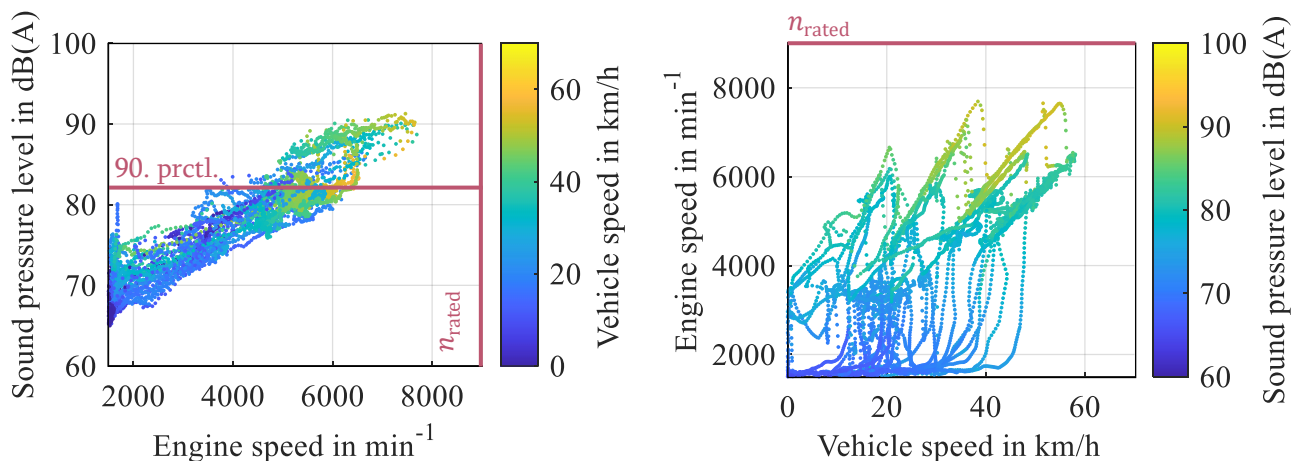 100
90
80
70
60
Sound pressure level in dB(A)
90. prctl.
n_rated
2000 4000 6000 8000
Engine speed in min^-1
60
40
20
0
Vehicle speed in km/h
n_rated
8000
6000
4000
2000
Engine speed in min^-1
0 20 40 60
Vehicle speed in km/h
100
90
80
70
60
Sound pressure level in dB(A)